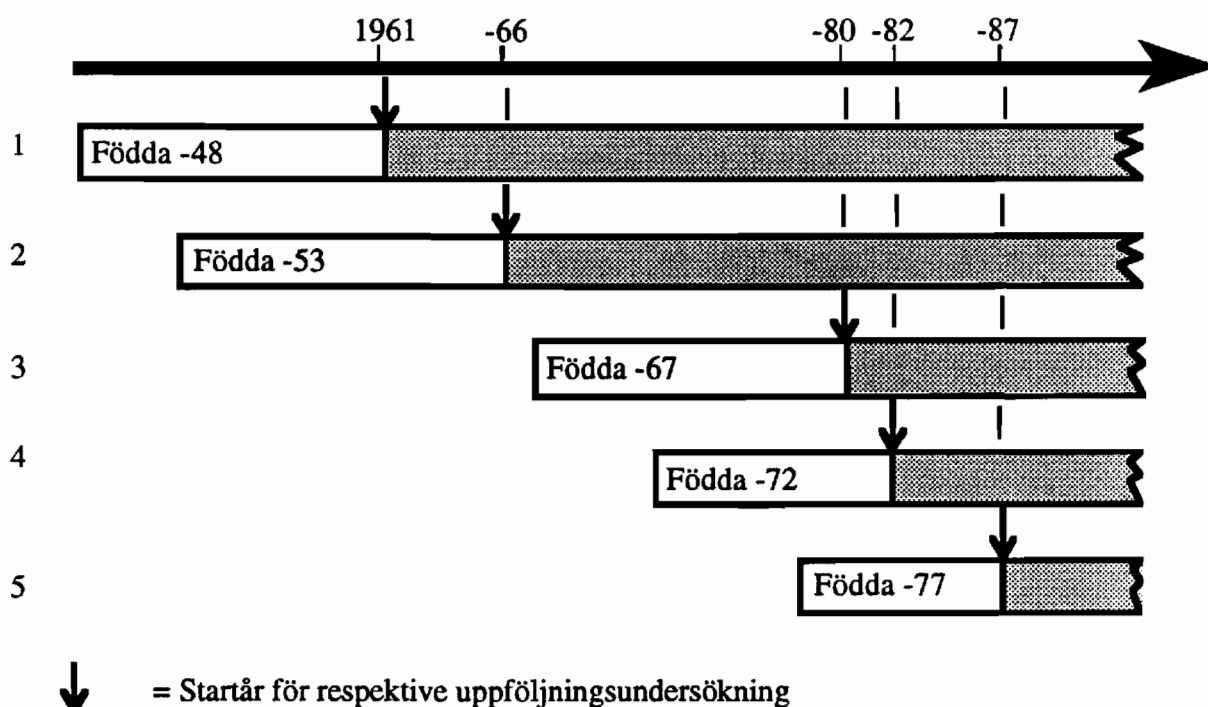 1961 -66 -80 -82 -87
1 Födda -48
2 Födda -53
3 Födda -67
4 Födda -72
5 Födda -77
= Startår för respektive uppföljningsundersökning